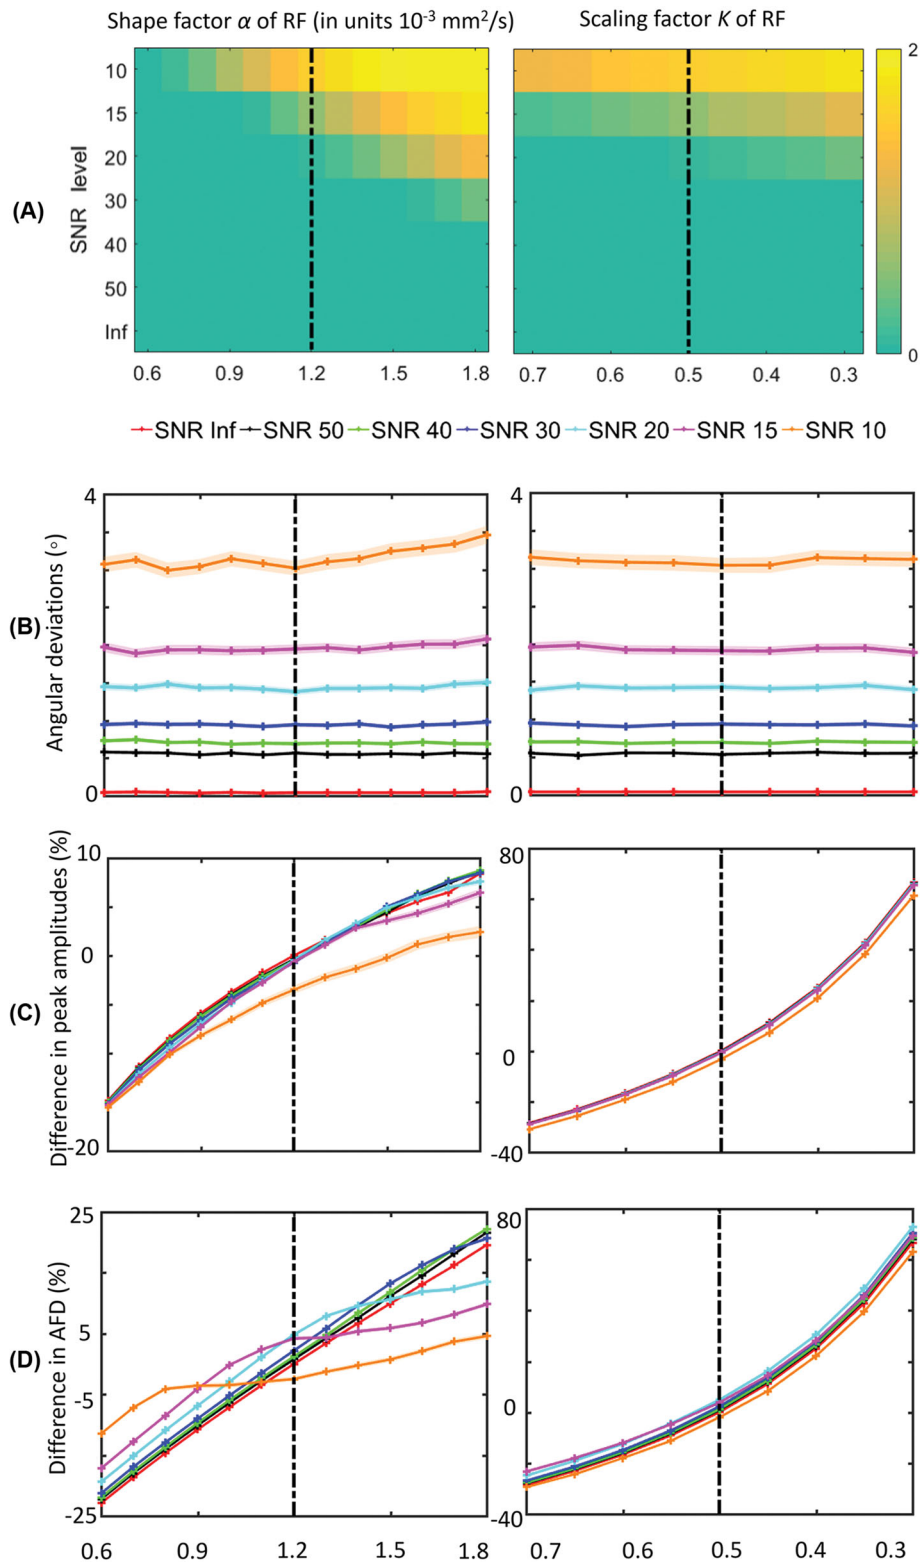 Shape factor α of RF (in units 10⁻³ mm²/s)
Scaling factor K of RF
(A)
SNR level
10
15
20
30
40
50
Inf
0.6 0.9 1.2 1.5 1.8
0.7 0.6 0.5 0.4 0.3
2
0
SNR Inf SNR 50 SNR 40 SNR 30 SNR 20 SNR 15 SNR 10
(B)
Angular deviations (°)
4
0
4
0
(C)
Difference in peak amplitudes (%)
10
0
-20
80
0
-40
(D)
Difference in AFD (%)
25
5
-5
-25
80
0
-40
0.6 0.9 1.2 1.5 1.8
0.7 0.6 0.5 0.4 0.3